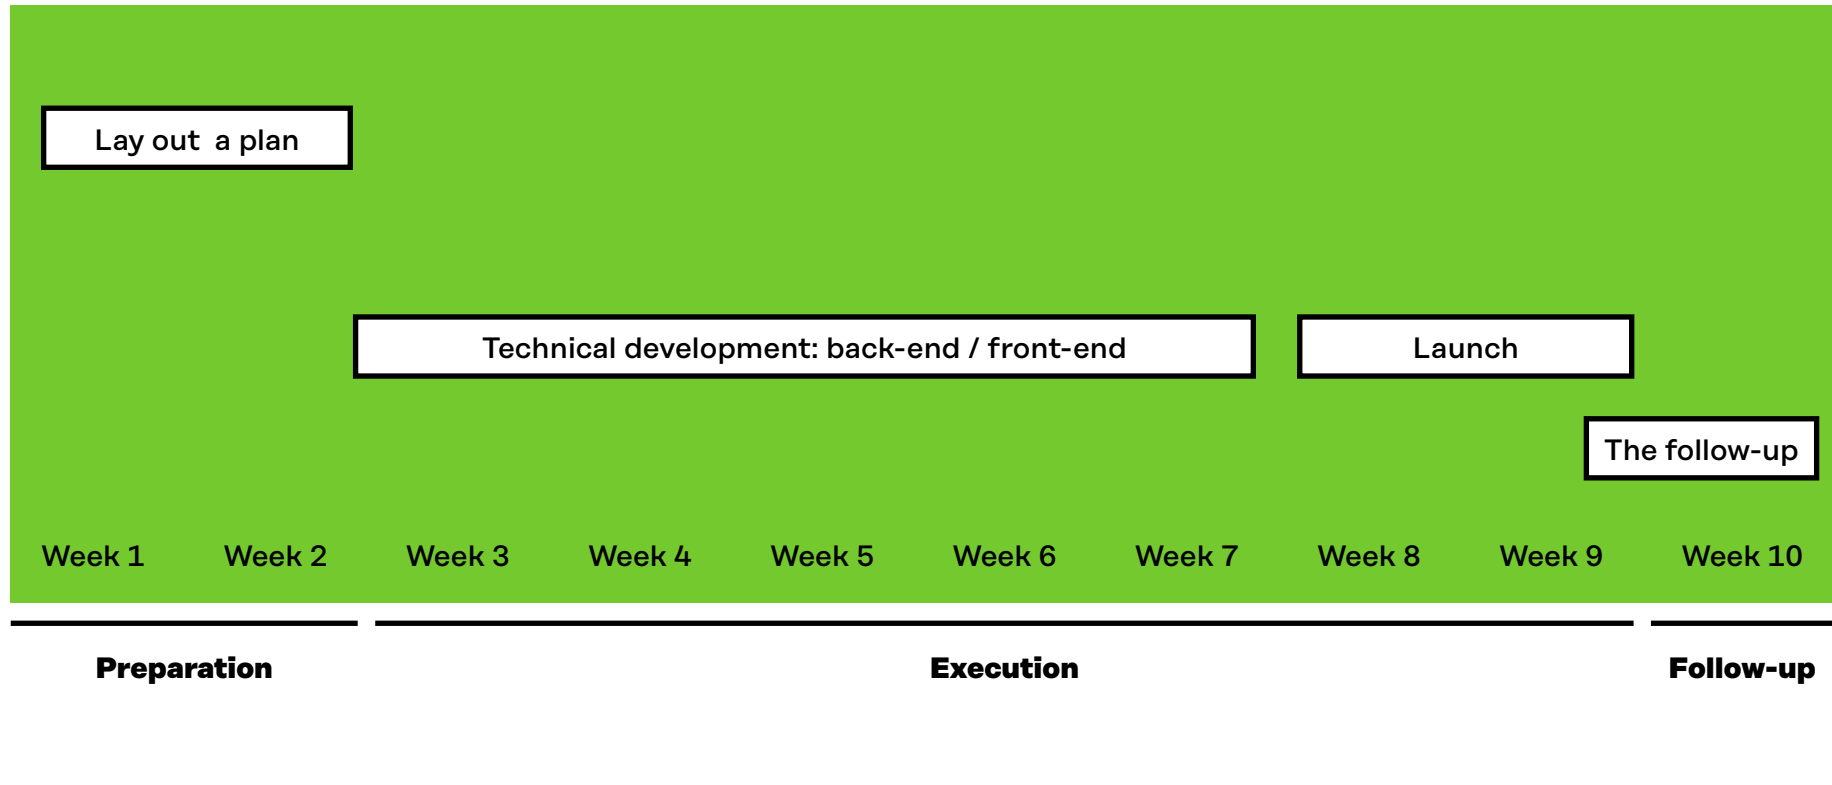 Lay out  a plan
Technical development: back-end / front-end
Launch
The follow-up
Week 1 Week 2 Week 3 Week 4 Week 5 Week 6 Week 7 Week 8 Week 9 Week 10
Preparation Execution Follow-up